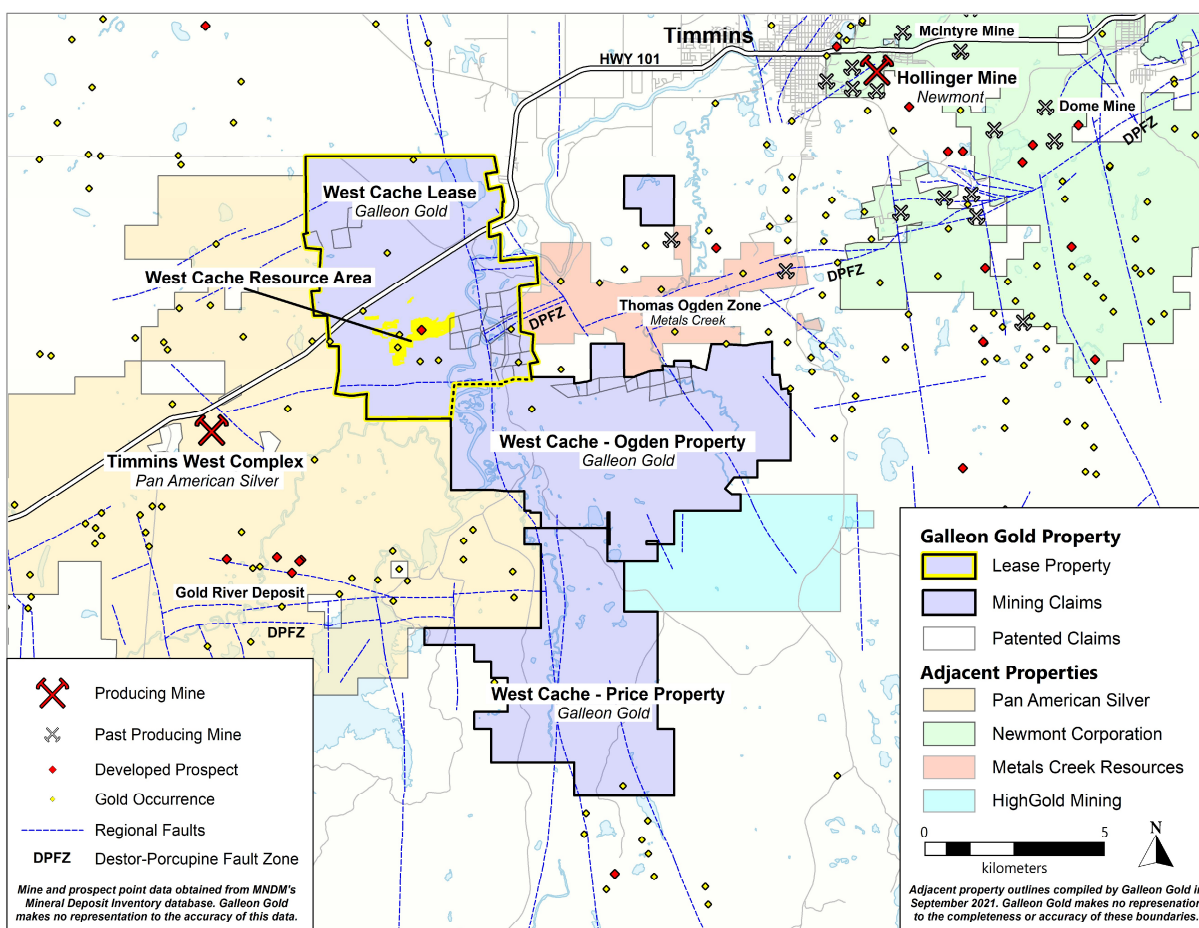 Timmins
McIntyre Mine
HWY 101
Hollinger Mine
Newmont
Dome Mine
DPFZ
West Cache Lease
Galleon Gold
West Cache Resource Area
DPFZ
Thomas Ogden Zone
Metals Creek
DPFZ
West Cache - Ogden Property
Galleon Gold
Timmins West Complex
Pan American Silver
Gold River Deposit
DPFZ
West Cache - Price Property
Galleon Gold
Producing Mine
Past Producing Mine
Developed Prospect
Gold Occurrence
Regional Faults
DPFZ Destor-Porcupine Fault Zone
Mine and prospect point data obtained from MNDM's
Mineral Deposit Inventory database. Galleon Gold
makes no representation to the accuracy of this data.
Galleon Gold Property
Lease Property
Mining Claims
Patented Claims
Adjacent Properties
Pan American Silver
Newmont Corporation
Metals Creek Resources
HighGold Mining
0 5
kilometers
N
Adjacent property outlines compiled by Galleon Gold in
September 2021. Galleon Gold makes no represenation
to the completeness or accuracy of these boundaries.